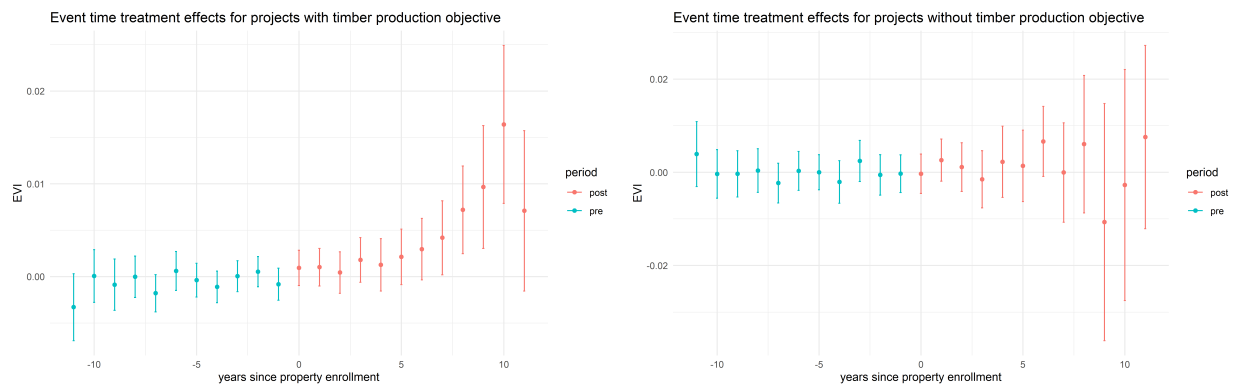 Event time treatment effects for projects with timber production objective
0.02
0.01
0.00
EVI
-10
-5
0
5
10
years since property enrollment
period
post
pre
Event time treatment effects for projects without timber production objective
0.02
0.00
-0.02
EVI
-10
-5
0
5
10
years since property enrollment
period
post
pre